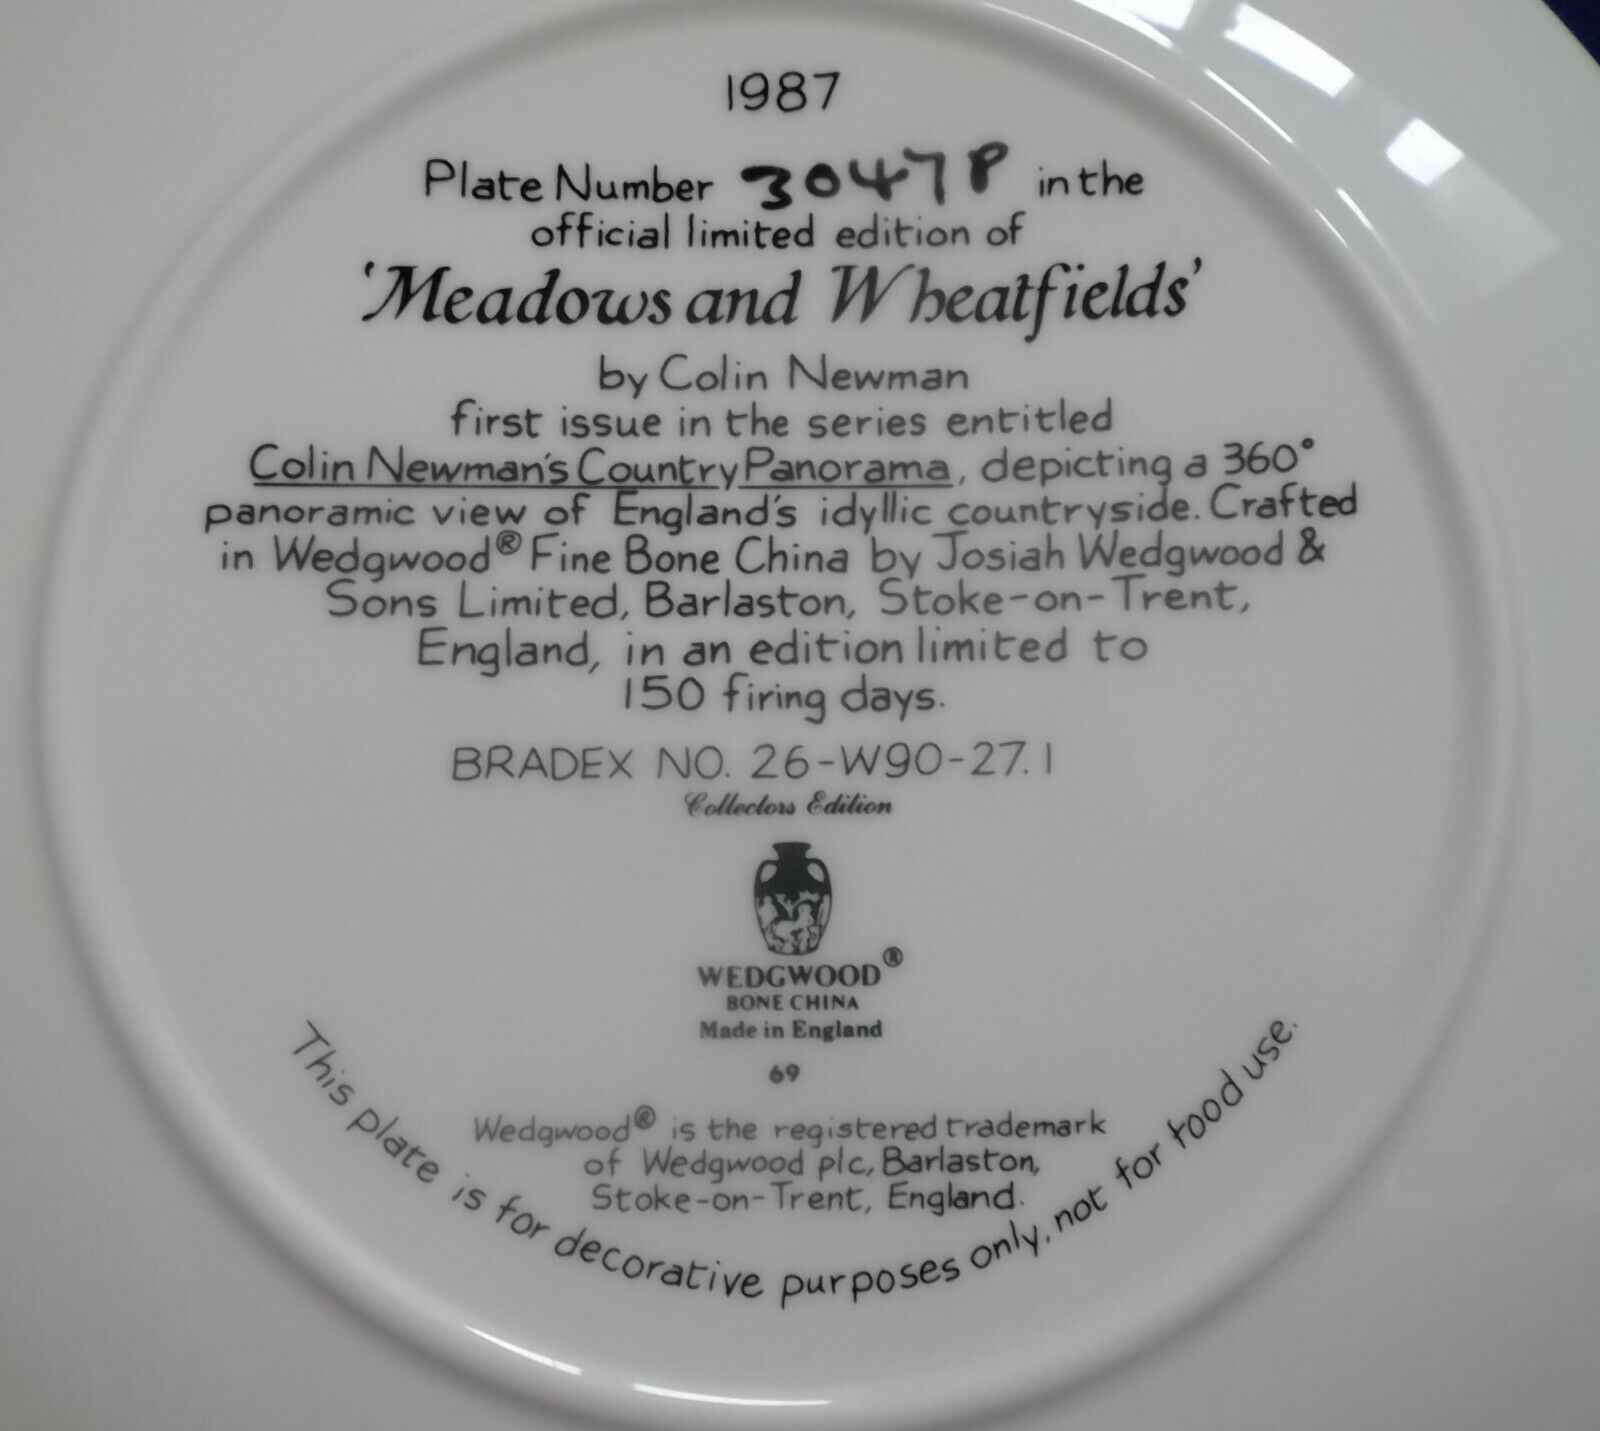 1987
Plate Number 3047P in the
official limited edition of
'Meadows and Wheatfields'
by Colin Newman
first issue in the series entitled
Colin Newman's Country Panorama, depicting a 360°
panoramic view of England's idyllic countryside. Crafted
in Wedgwood® Fine Bone China by Josiah Wedgwood &
Sons Limited, Barlaston, Stoke-on-Trent,
England, in an edition limited to
150 firing days.
BRADEX NO. 26-W90-27.1
Collectors Edition
WEDGWOOD®
BONE CHINA
Made in England
69
Wedgwood® is the registered trademark
of Wedgwood plc, Barlaston,
Stoke-on-Trent, England.
This plate is for decorative purposes only, not for food use.